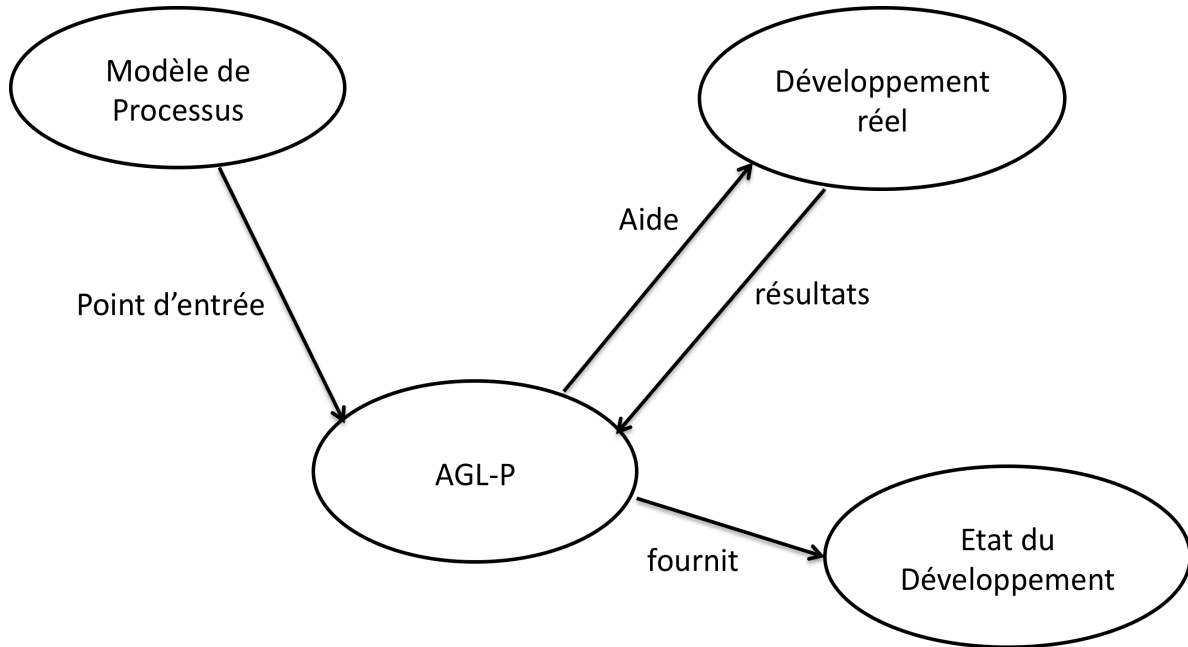 Modèle de
Processus
Développement
réel
Aide
Point d’entrée
résultats
AGL-P
fournit
Etat du
Développement